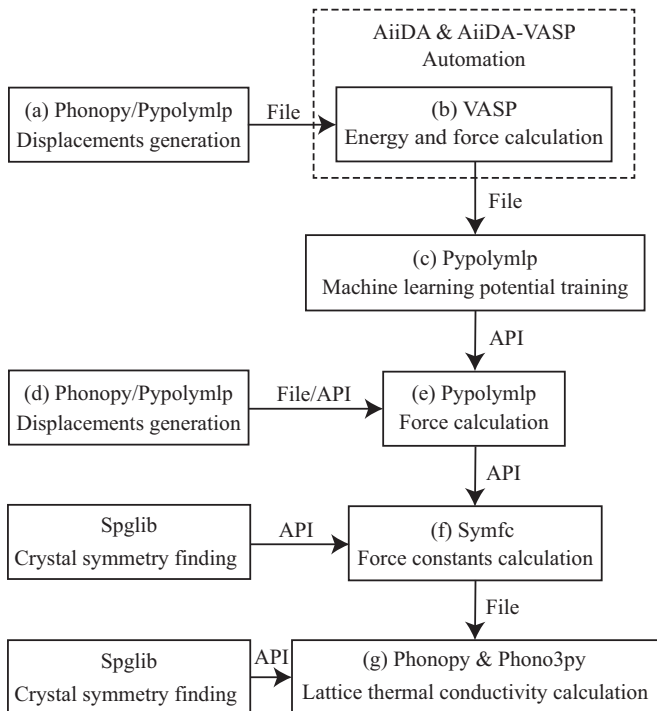 AiiDA & AiiDA-VASP
Automation
(a) Phonopy/Pypolymlp
Displacements generation
File
(b) VASP
Energy and force calculation
File
(c) Pypolymlp
Machine learning potential training
API
(d) Phonopy/Pypolymlp
Displacements generation
File/API
(e) Pypolymlp
Force calculation
API
Spglib
Crystal symmetry finding
API
(f) Symfc
Force constants calculation
File
Spglib
Crystal symmetry finding
API
(g) Phonopy & Phono3py
Lattice thermal conductivity calculation